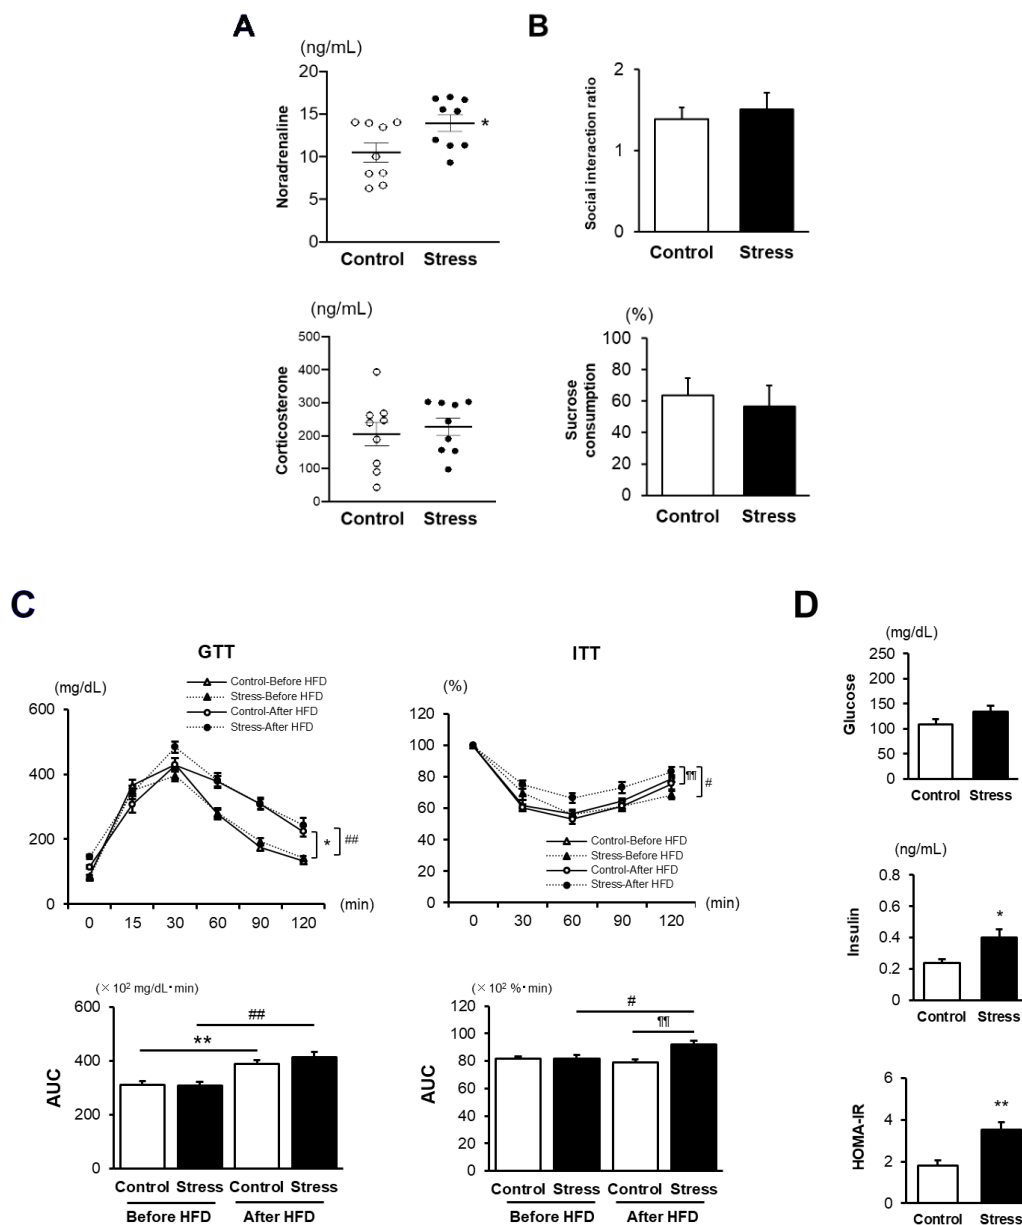 A
(ng/mL)
Noradrenaline
20
15
10
5
0
*
Control Stress
B
Social interaction ratio
2
1
0
Control Stress
(ng/mL)
Corticosterone
500
400
300
200
100
0
Control Stress
(%)
Sucrose
consumption
100
80
60
40
20
0
Control Stress
C
GTT
(mg/dL)
Control-Before HFD
Stress-Before HFD
Control-After HFD
Stress-After HFD
600
400
200
0
* ##
0 15 30 60 90 120 (min)
ITT
(%)
120
100
80
60
40
20
0
¶¶ #
Control-Before HFD
Stress-Before HFD
Control-After HFD
Stress-After HFD
0 30 60 90 120 (min)
(×10² mg/dL·min)
AUC
600
400
200
0
##
**
Control Stress Control Stress
Before HFD After HFD
(×10² %·min)
AUC
120
100
80
60
40
20
0
#
¶¶
Control Stress Control Stress
Before HFD After HFD
D
(mg/dL)
Glucose
250
200
150
100
50
0
Control Stress
(ng/mL)
Insulin
0.8
0.6
0.4
0.2
0
*
Control Stress
HOMA-IR
6
4
2
0
**
Control Stress